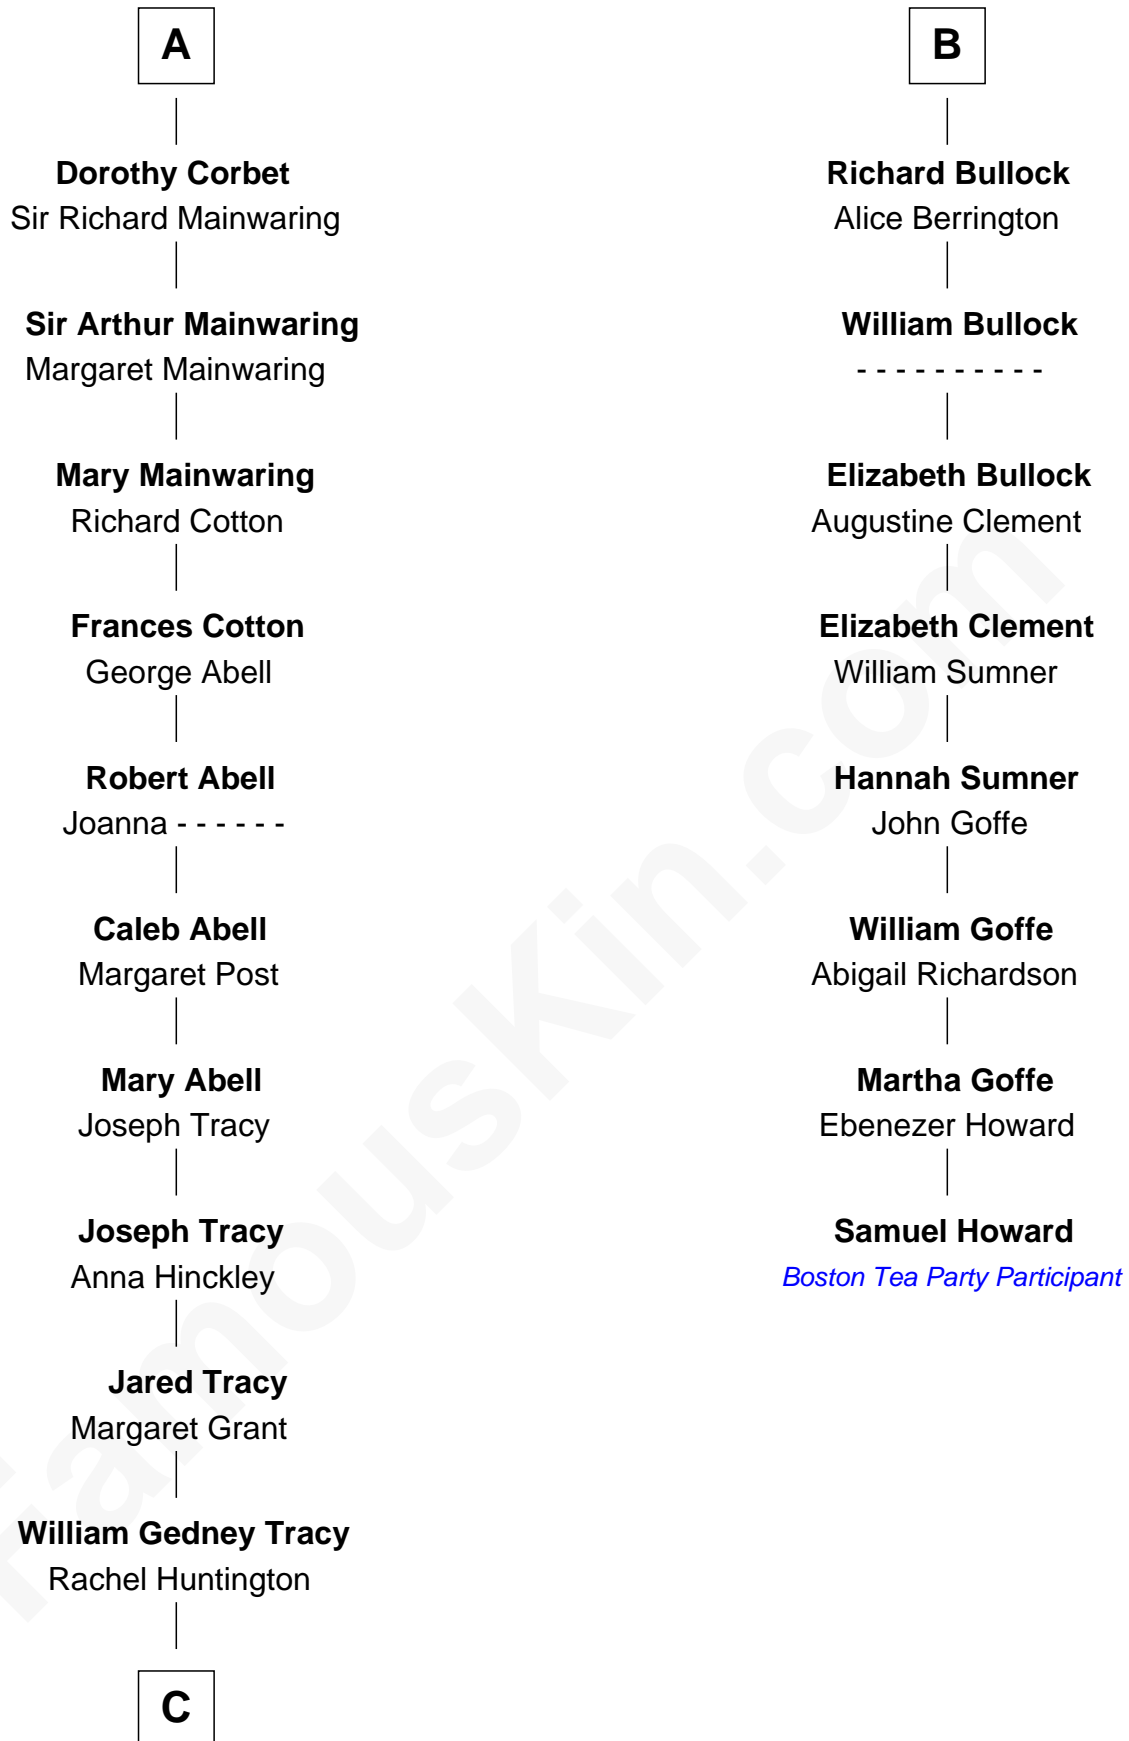 A
Dorothy Corbet
Sir Richard Mainwaring
Sir Arthur Mainwaring
Margaret Mainwaring
Mary Mainwaring
Richard Cotton
Frances Cotton
George Abell
Robert Abell
Joanna - - - - - -
Caleb Abell
Margaret Post
Mary Abell
Joseph Tracy
Joseph Tracy
Anna Hinckley
Jared Tracy
Margaret Grant
William Gedney Tracy
Rachel Huntington
C
B
Richard Bullock
Alice Berrington
William Bullock
- - - - - - - - - -
Elizabeth Bullock
Augustine Clement
Elizabeth Clement
William Sumner
Hannah Sumner
John Goffe
William Goffe
Abigail Richardson
Martha Goffe
Ebenezer Howard
Samuel Howard
Boston Tea Party Participant
FamousKin.com